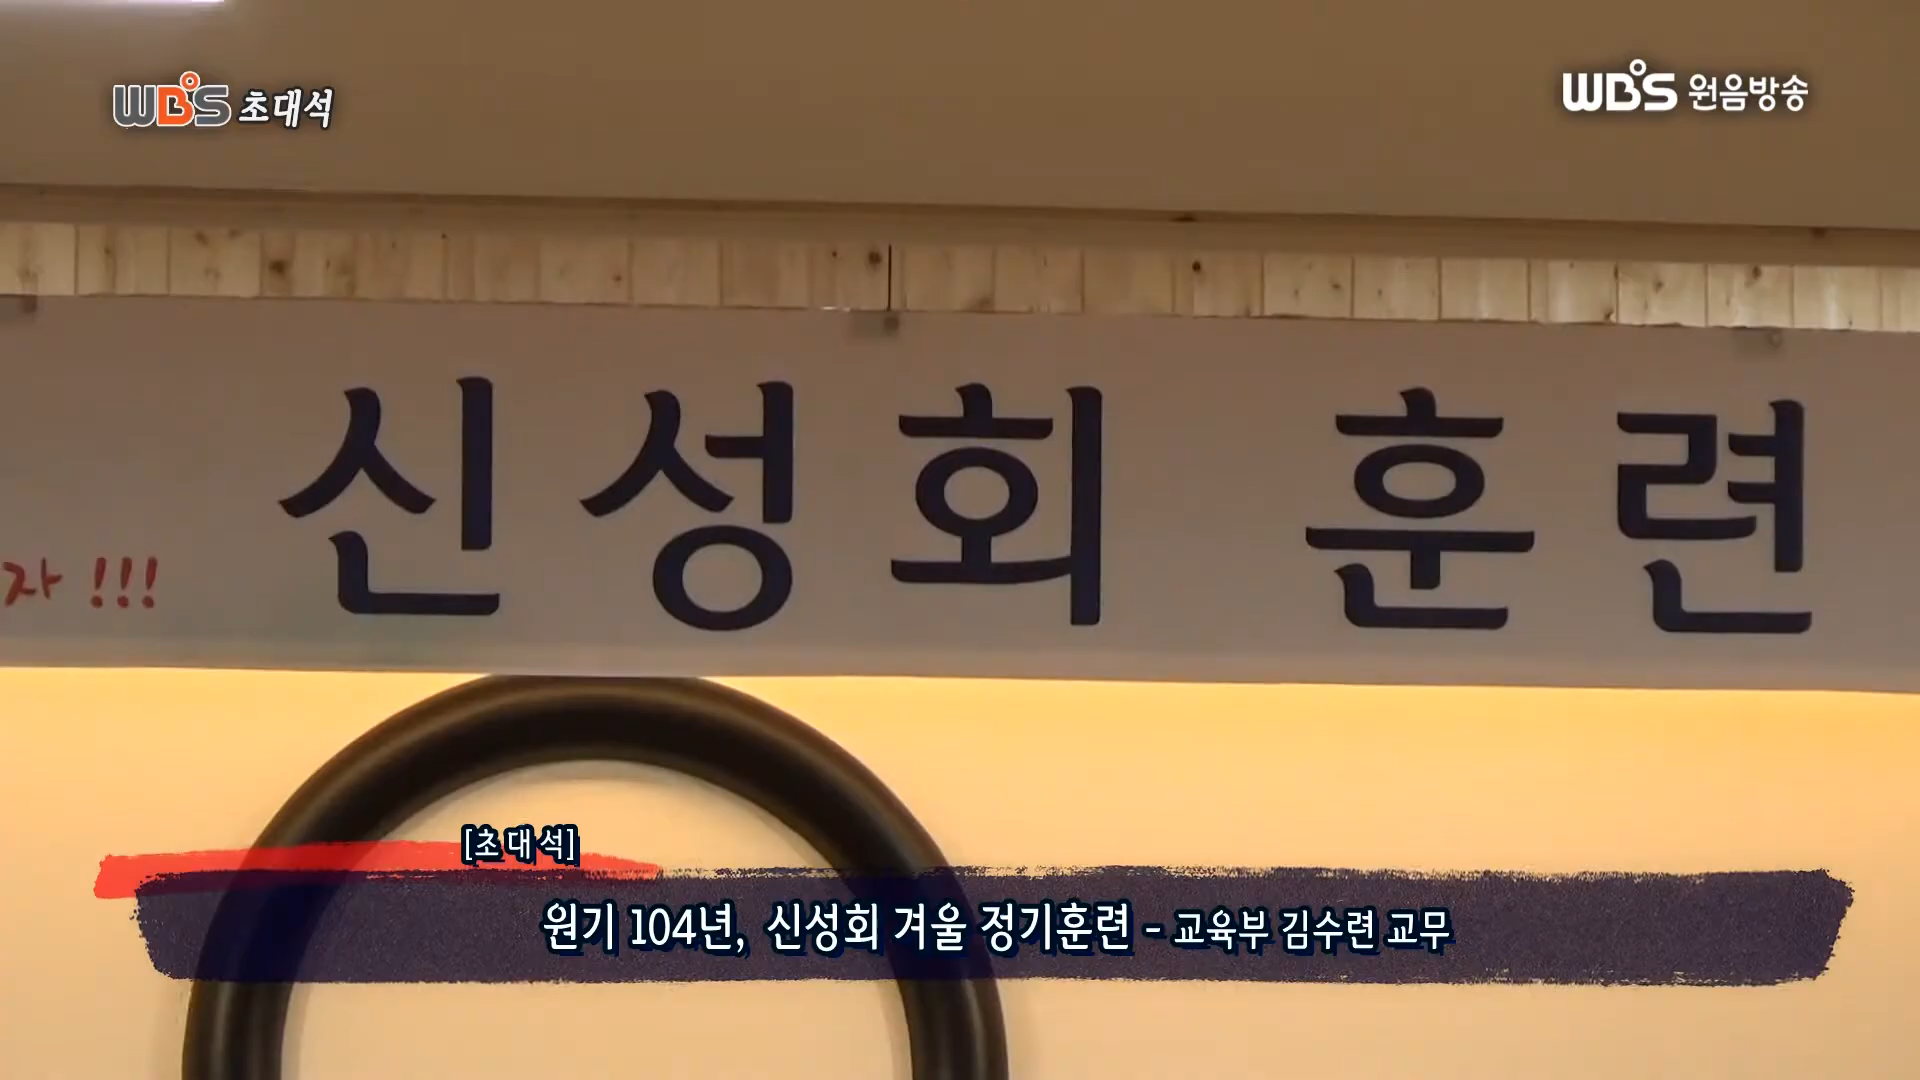 WBS 초대석
WBS 원음방송
신성회 훈련
자 !!!
[초대석]
원기 104년, 신성회 겨울 정기훈련 - 교육부 김수련 교무